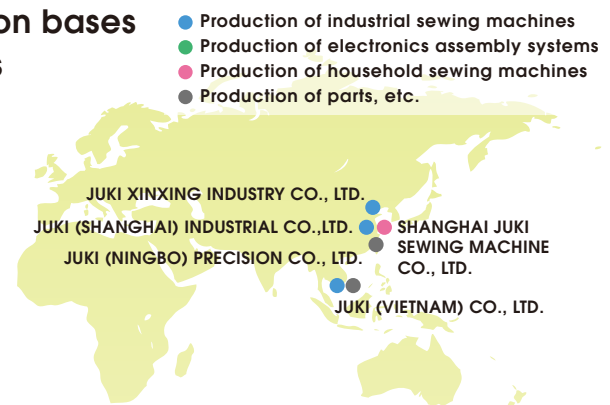 on bases
s
Production of industrial sewing machines
Production of electronics assembly systems
Production of household sewing machines
Production of parts, etc.
JUKI XINXING INDUSTRY CO., LTD.
JUKI (SHANGHAI) INDUSTRIAL CO.,LTD.
JUKI (NINGBO) PRECISION CO., LTD.
SHANGHAI JUKI
SEWING MACHINE
CO., LTD.
JUKI (VIETNAM) CO., LTD.